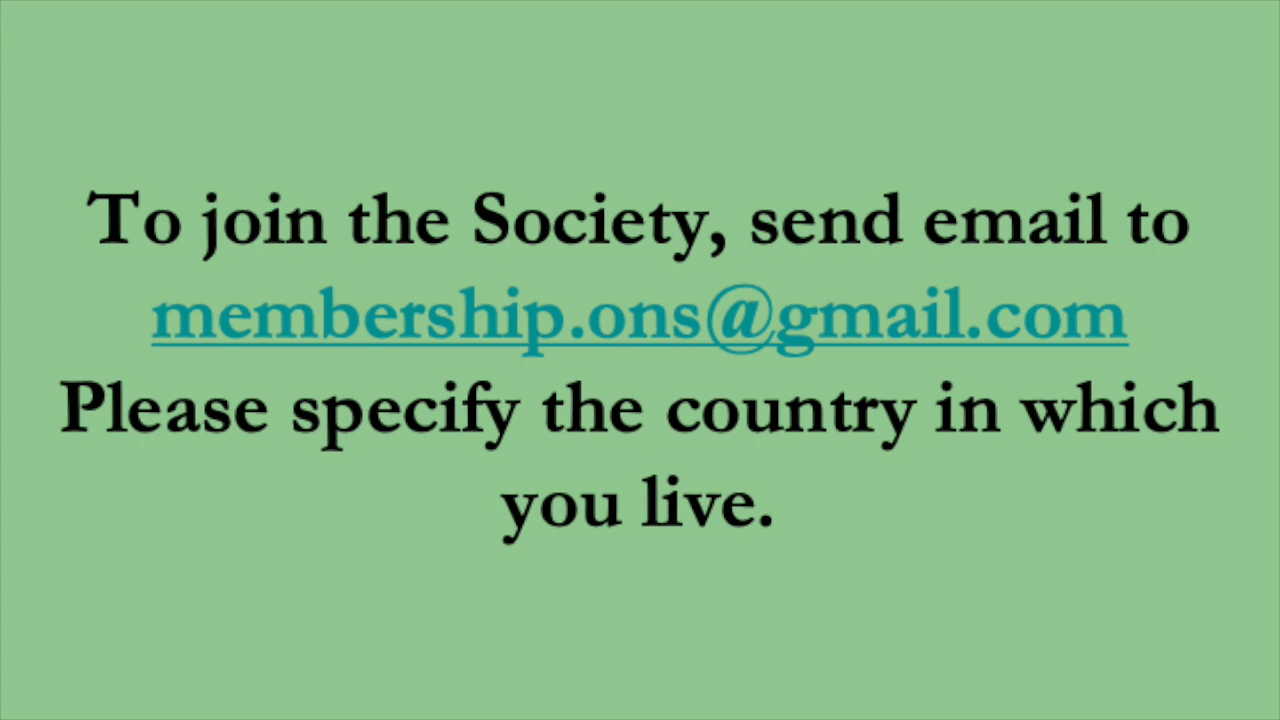 To join the Society, send email to
membership.ons@gmail.com
Please specify the country in which
you live.